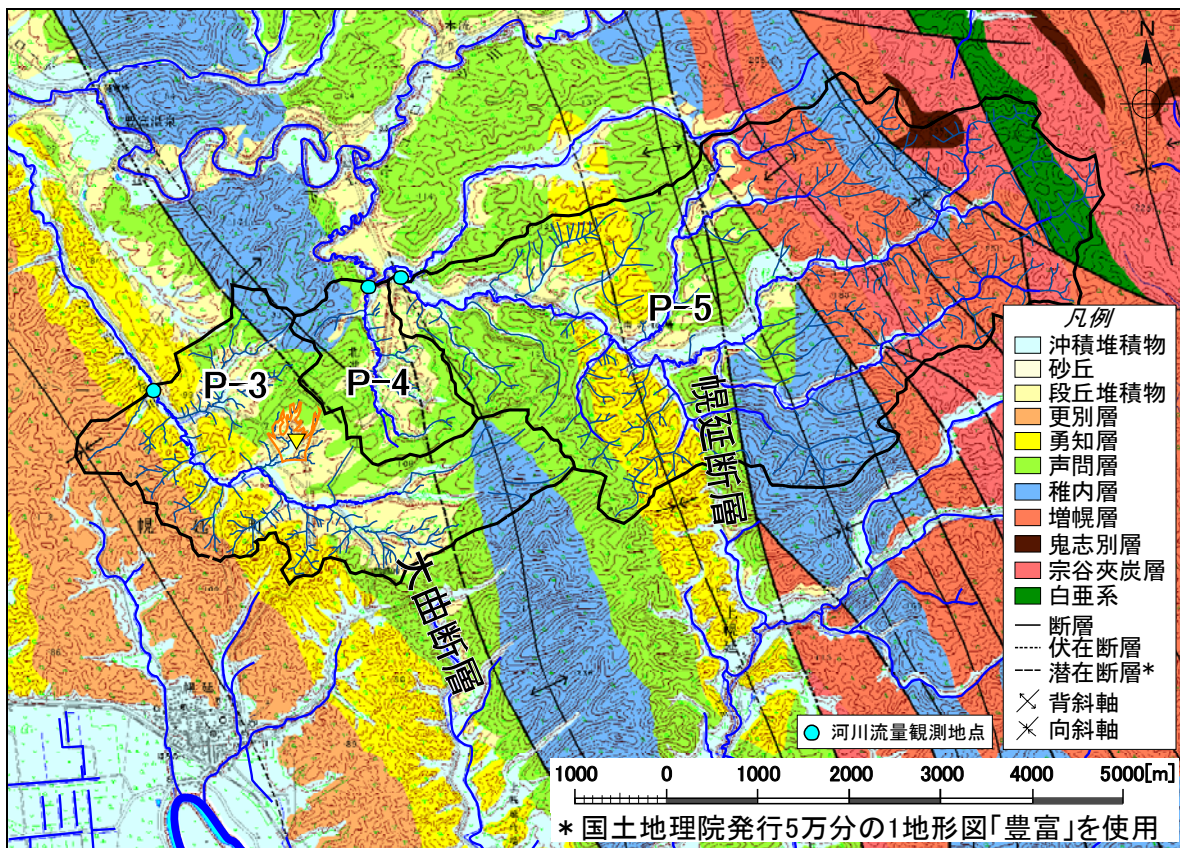 N
P-3
P-4
P-5
幌延断層
大曲断層
幌延
凡例
沖積堆積物
砂丘
段丘堆積物
更別層
勇知層
声問層
稚内層
増幌層
鬼志別層
宗谷夾炭層
白亜系
断層
伏在断層
潜在断層*
背斜軸
向斜軸
河川流量観測地点
1000 0 1000 2000 3000 4000 5000[m]
*国土地理院発行5万分の1地形図「豊富」を使用